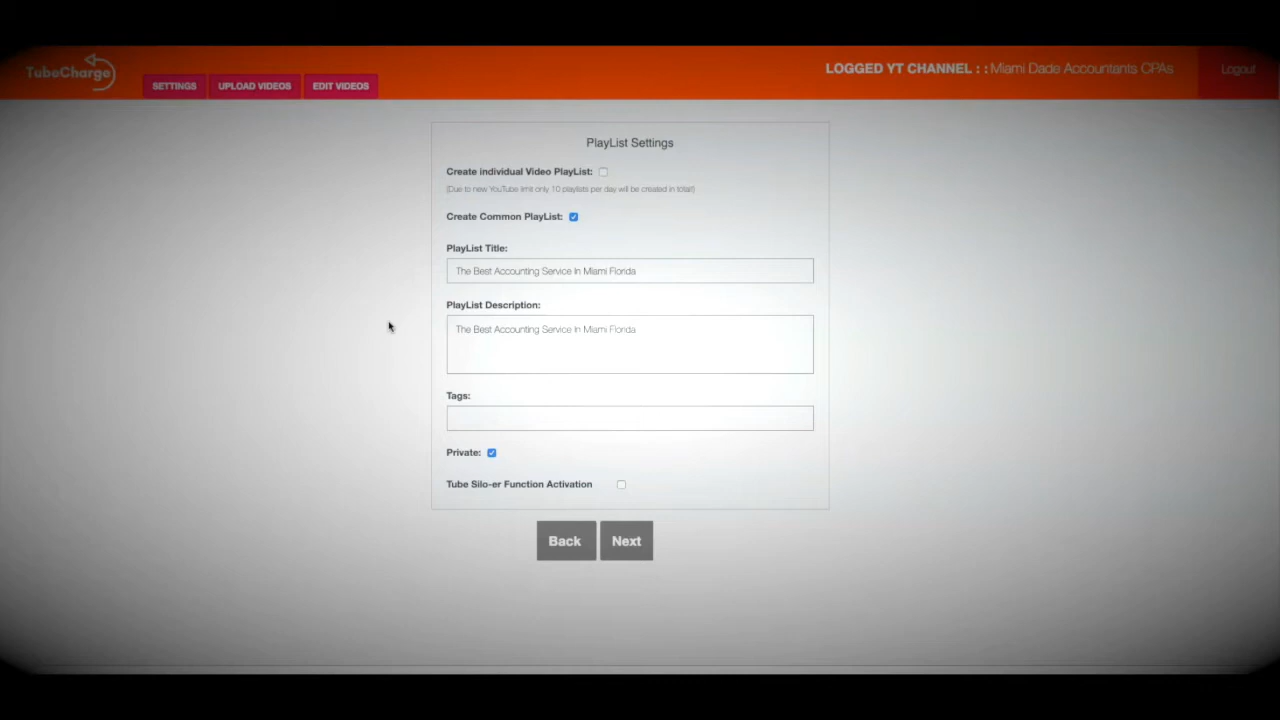 TubeCharge
SETTINGS UPLOAD VIDEOS EDIT VIDEOS
LOGGED YT CHANNEL : : Miami Dade Accountants CPAs
Logout
PlayList Settings
Create individual Video PlayList:
(Due to new YouTube limit only 10 playlists per day will be created in total!)
Create Common PlayList:
PlayList Title:
The Best Accounting Service In Miami Florida
PlayList Description:
The Best Accounting Service In Miami Florida
Tags:
Private:
Tube Silo-er Function Activation
Back Next